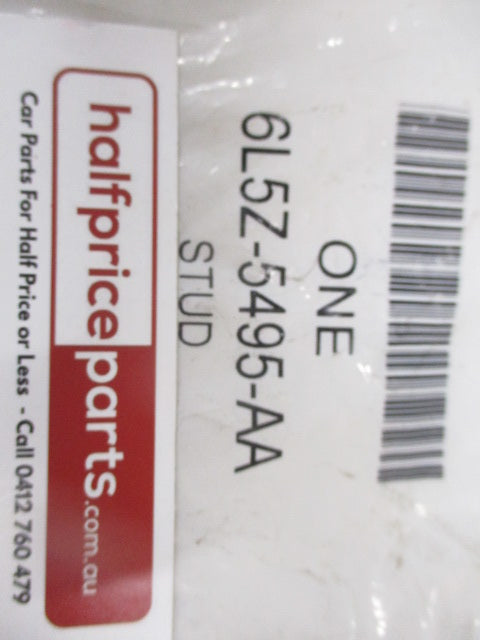 ONE
6L5Z-5495-AA
STUD
halfpriceparts.com.au
Car Parts For Half Price or Less - Call 0412 760 479